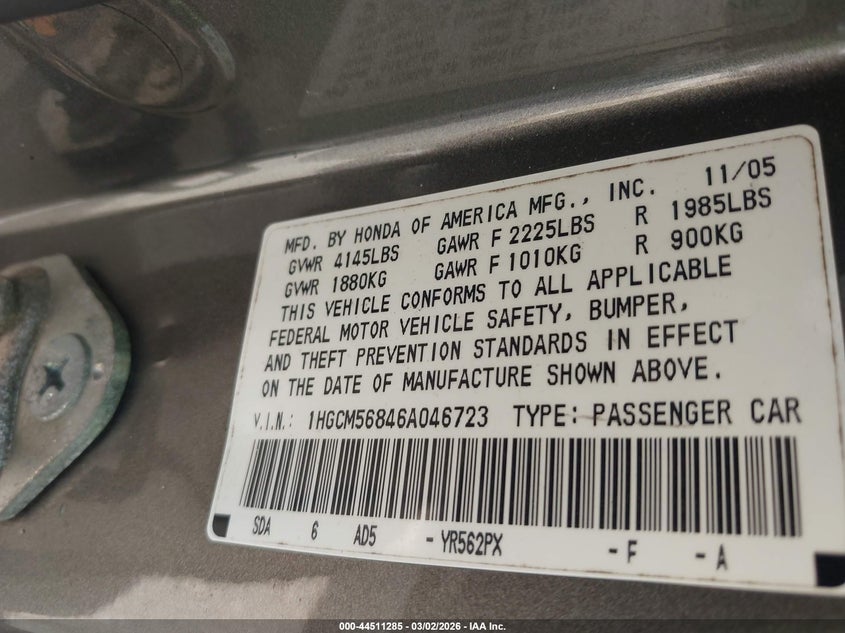 MFD. BY HONDA OF AMERICA MFG., INC. 11/05
GVWR 4145LBS GAWR F 2225LBS R 1985LBS
GVWR 1880KG GAWR F 1010KG R 900KG
THIS VEHICLE CONFORMS TO ALL APPLICABLE
FEDERAL MOTOR VEHICLE SAFETY, BUMPER,
AND THEFT PREVENTION STANDARDS IN EFFECT
ON THE DATE OF MANUFACTURE SHOWN ABOVE.
V.I.N.: 1HGCM56846A046723 TYPE: PASSENGER CAR
SDA 6 AD5 - YR562PX - F - A
000-44511285 - 03/02/2026 - IAA Inc.